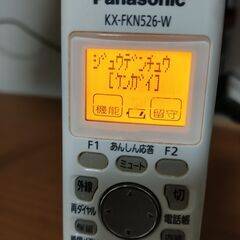 Panasonic
KX-FKN526-W
ジュウデンチュウ
[ケンガイ]
機能 留守
あんしん応答
F1 ミュート F2
外線 切
再ダイヤル 電話帳